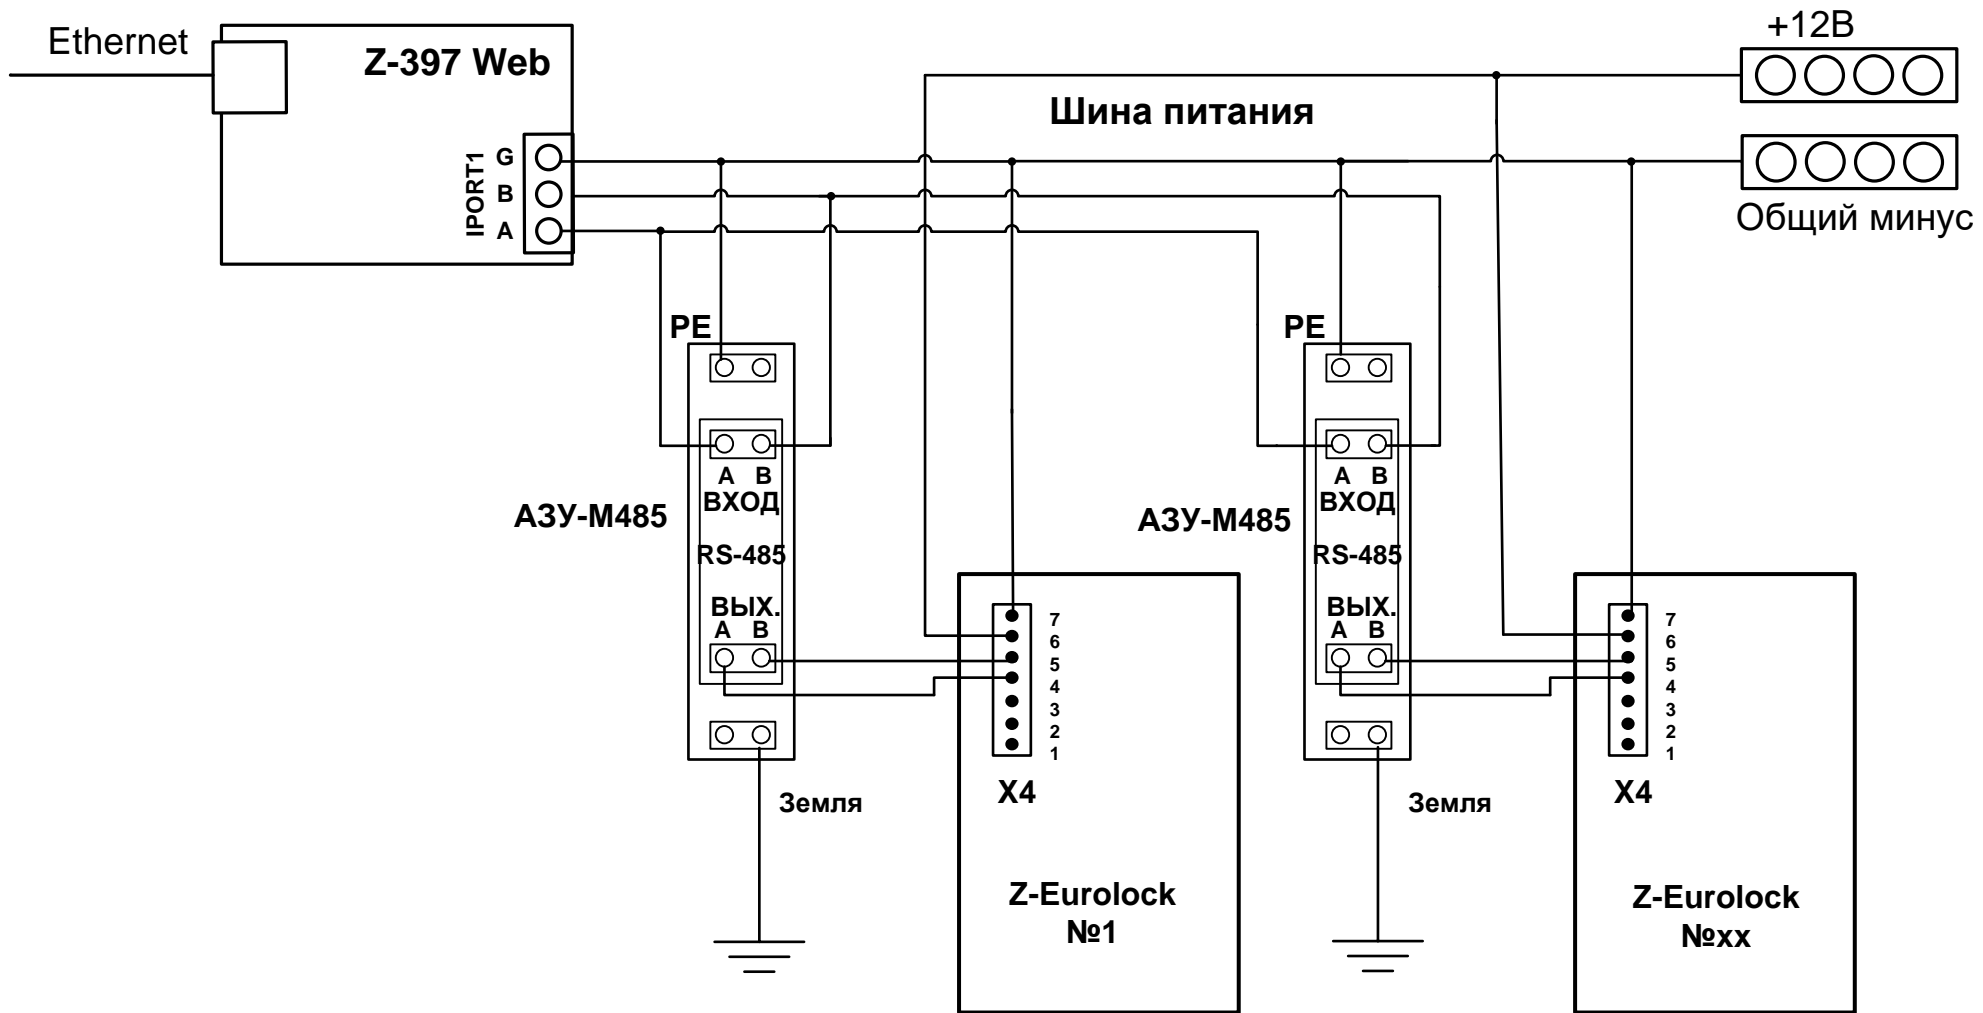 Ethernet
Z-397 Web
+12В
Шина питания
IPORT1
G
B
A
Общий минус
PE
PE
A B
ВХОД
A B
ВХОД
АЗУ-М485
АЗУ-М485
RS-485
RS-485
ВЫХ.
A B
ВЫХ.
A B
7
6
5
4
3
2
1
7
6
5
4
3
2
1
X4
X4
Земля
Земля
Z-Eurolock
№1
Z-Eurolock
№xx